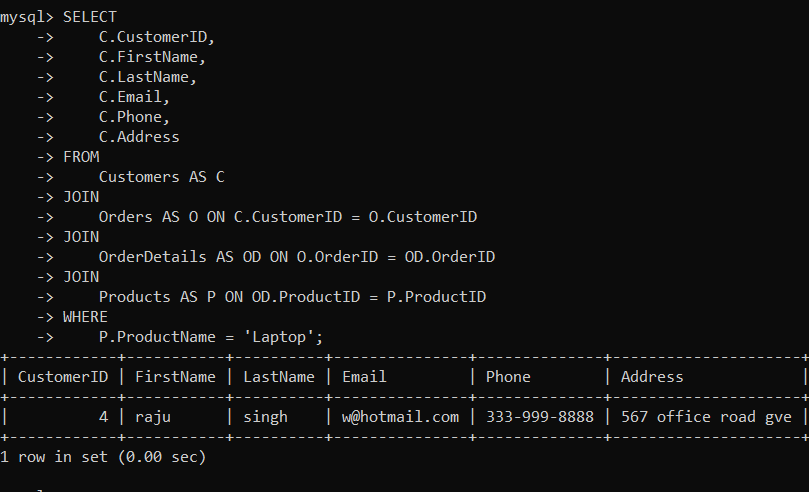 mysql> SELECT
    ->     C.CustomerID,
    ->     C.FirstName,
    ->     C.LastName,
    ->     C.Email,
    ->     C.Phone,
    ->     C.Address
    -> FROM
    ->     Customers AS C
    -> JOIN
    ->     Orders AS O ON C.CustomerID = O.CustomerID
    -> JOIN
    ->     OrderDetails AS OD ON O.OrderID = OD.OrderID
    -> JOIN
    ->     Products AS P ON OD.ProductID = P.ProductID
    -> WHERE
    ->     P.ProductName = 'Laptop';
+------------+-----------+----------+---------------+--------------+---------------------+
| CustomerID | FirstName | LastName | Email         | Phone        | Address             |
+------------+-----------+----------+---------------+--------------+---------------------+
|          4 | raju      | singh    | w@hotmail.com | 333-999-8888 | 567 office road gve |
+------------+-----------+----------+---------------+--------------+---------------------+
1 row in set (0.00 sec)